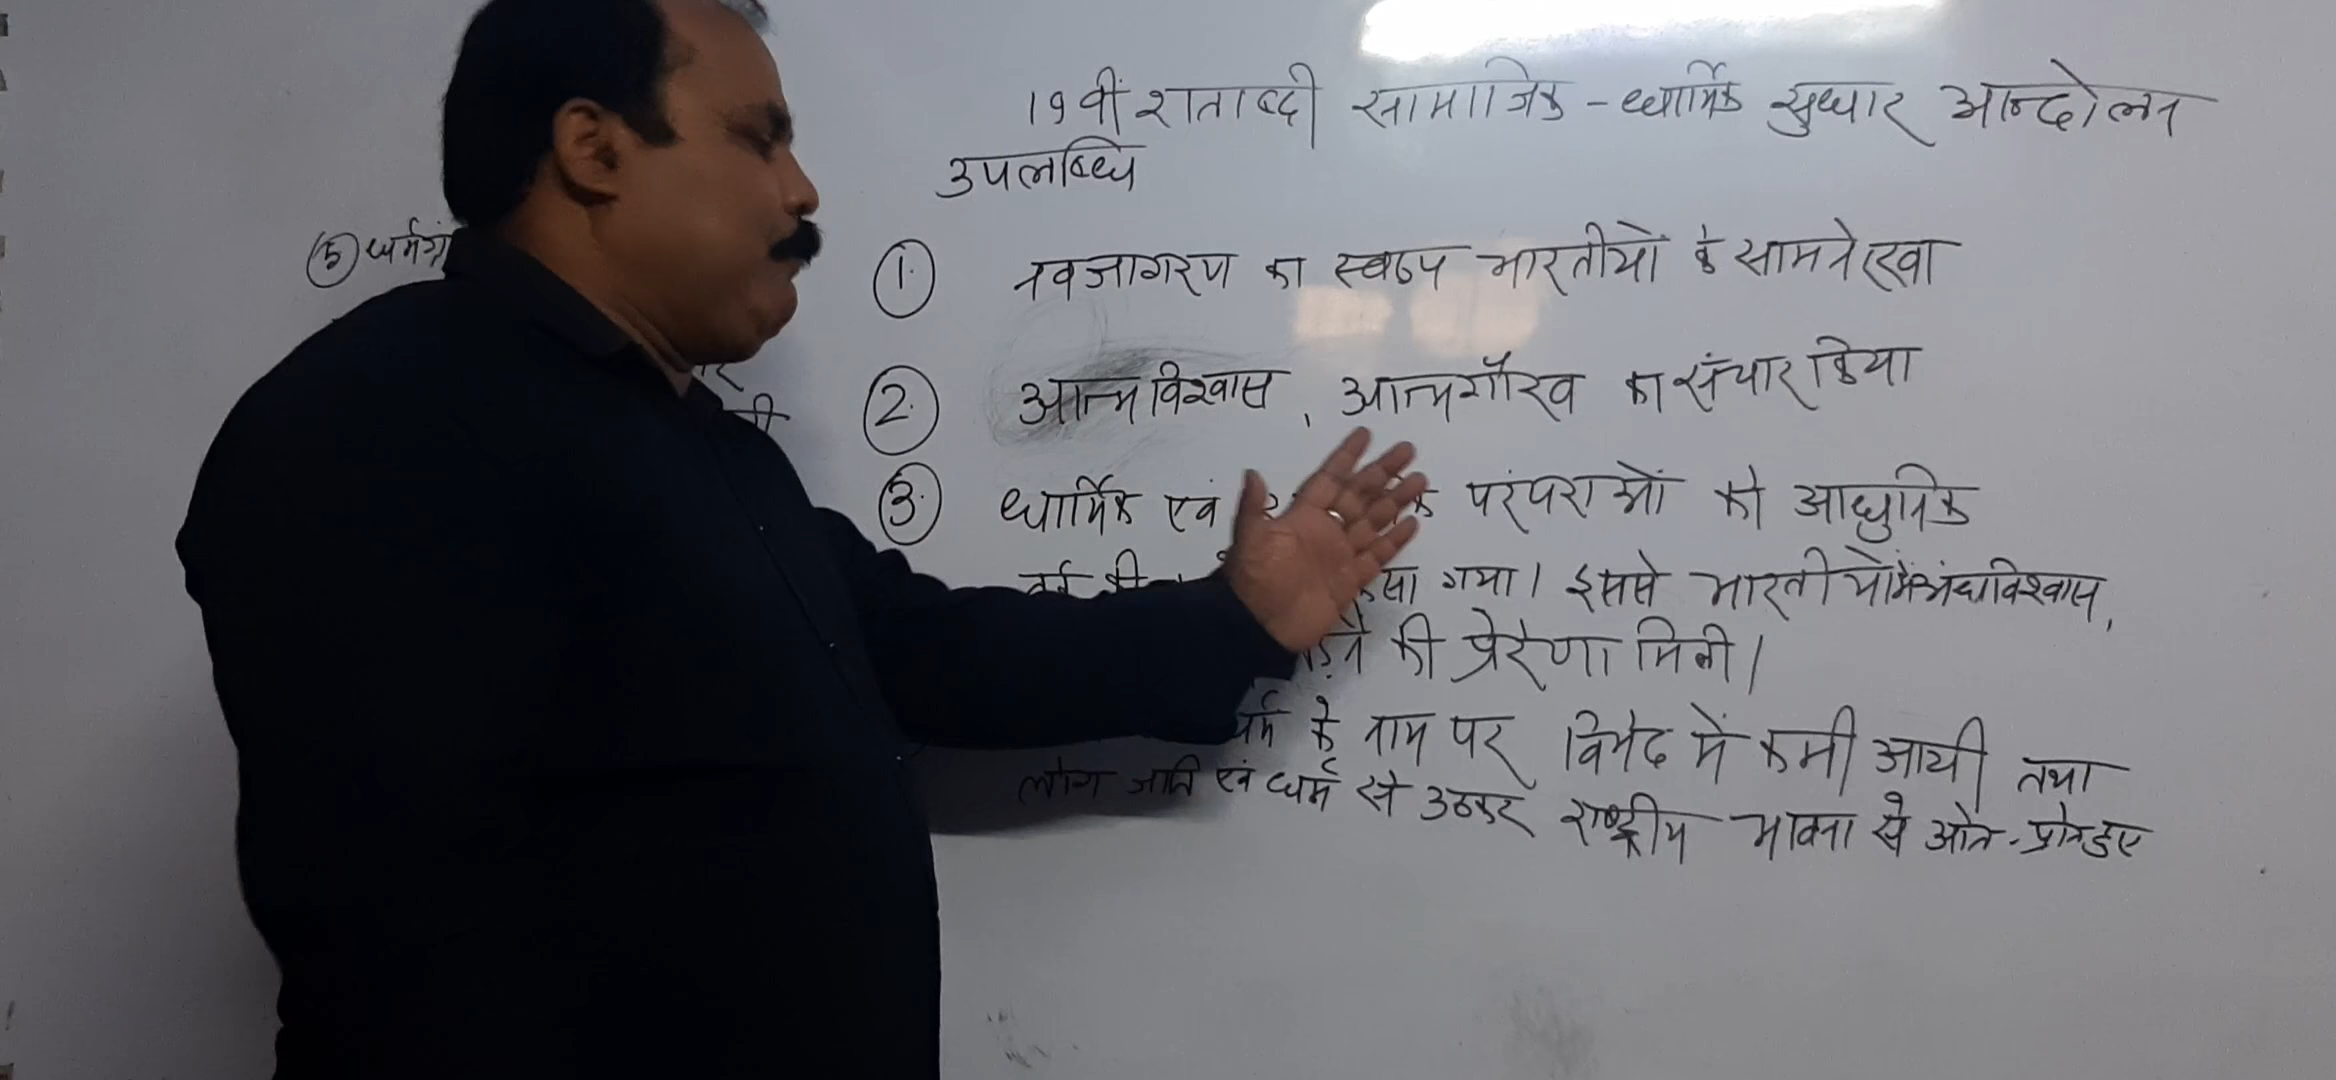 19वीं शताब्दी सामाजिक - धार्मिक सुधार आन्दोलन
उपलब्धि
① नवजागरण का स्वरूप भारतीयों के सामने रखा
② आत्मविश्वास, आत्मगौरव का संचार किया
③ धार्मिक एवं परंपराओं को आधुनिक
गया। इससे भारतीयों में अंधविश्वास,
की प्रेरणा मिली।
के नाम पर विभेद में कमी आयी तथा
लोग जाति एवं धर्म से उठकर राष्ट्रीय भावना से ओत-प्रोत हुए
⑤